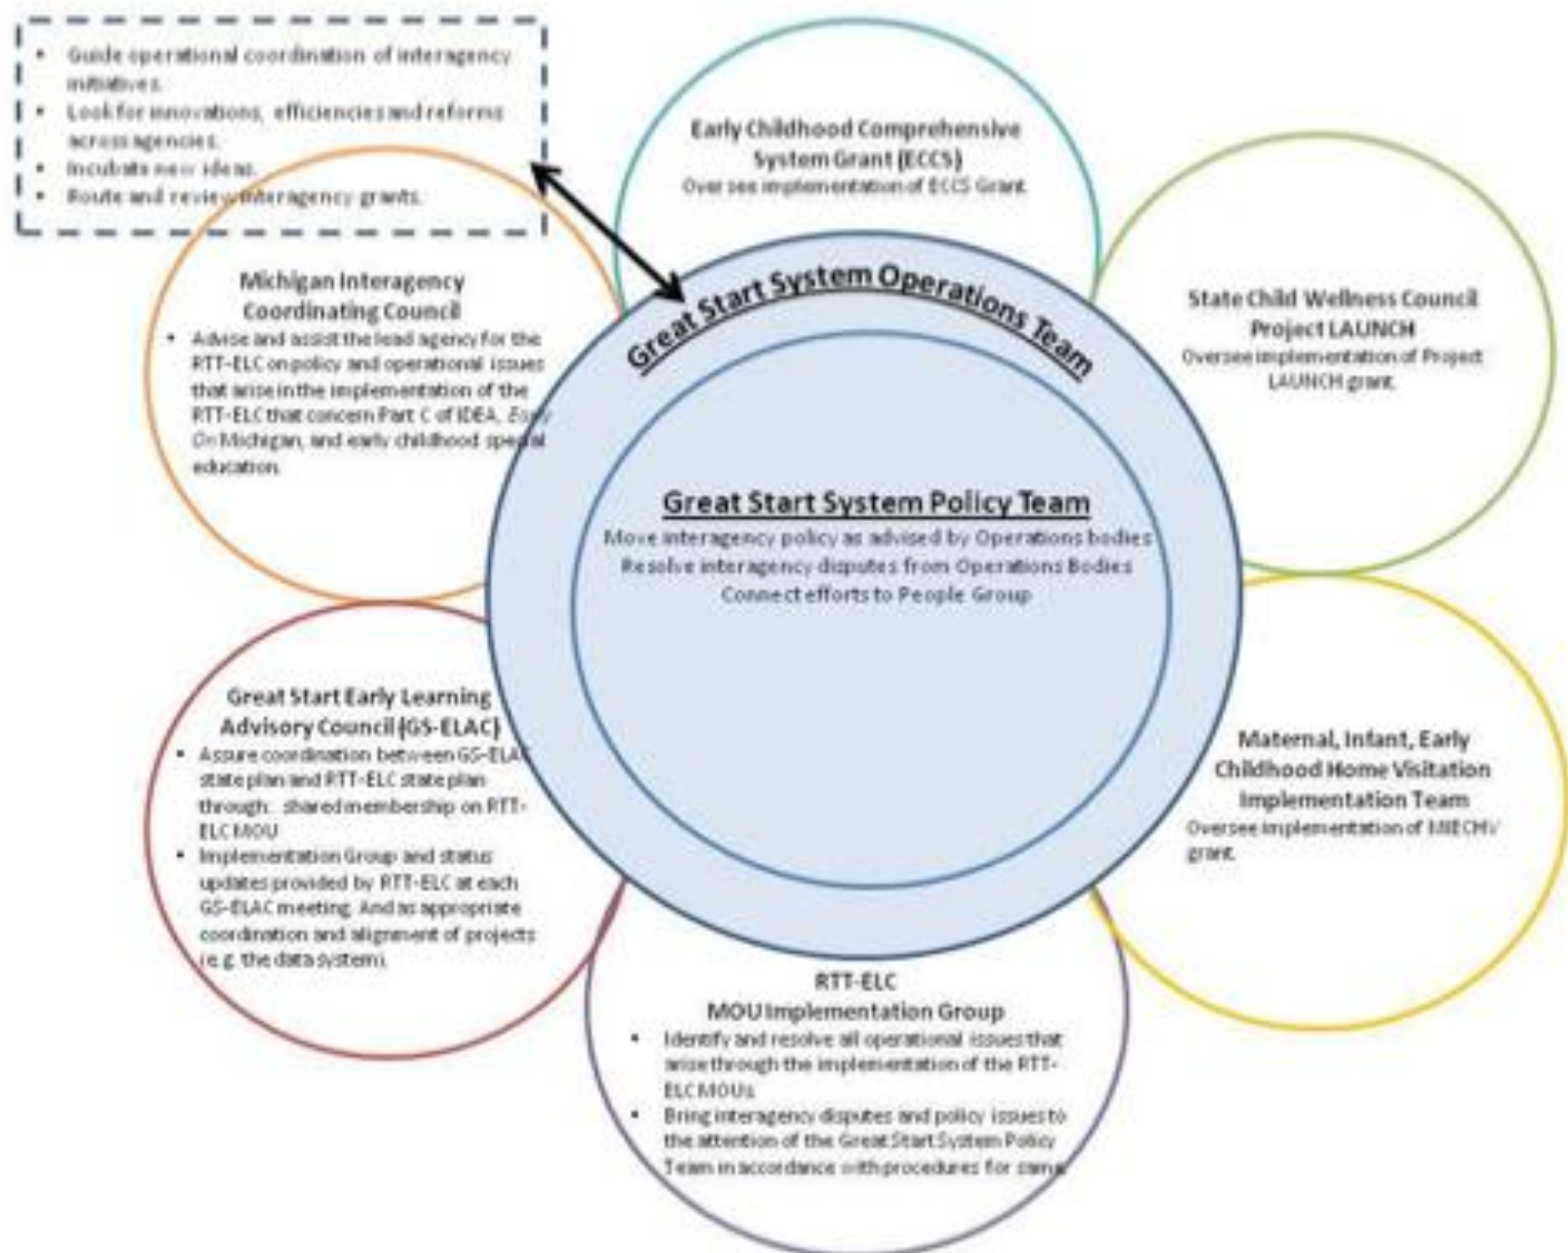 • Guide operational coordination of interagency
initiatives.
• Look for innovations, efficiencies and reforms
across agencies.
• Incubate new ideas.
• Route and review interagency grants.
Early Childhood Comprehensive
System Grant (ECCS)
Oversee implementation of ECCS Grant.
State Child Wellness Council
Project LAUNCH
Oversee implementation of Project
LAUNCH grant.
Michigan Interagency
Coordinating Council
• Advise and assist the lead agency for the
RTT-ELC on policy and operational issues
that arise in the implementation of the
RTT-ELC that concern Part C of IDEA, Early
On Michigan, and early childhood special
education.
Great Start System Operations Team
Great Start System Policy Team
Move interagency policy as advised by Operations bodies
Resolve interagency disputes from Operations Bodies
Connect efforts to People Group
Great Start Early Learning
Advisory Council (GS-ELAC)
• Assure coordination between GS-ELAC
state plan and RTT-ELC state plan
through: shared membership on RTT-
ELC MOU
• Implementation Group and status
updates provided by RTT-ELC at each
GS-ELAC meeting. And as appropriate
coordination and alignment of projects
(e.g. the data system).
Maternal, Infant, Early
Childhood Home Visitation
Implementation Team
Oversee implementation of MIECHV
grant.
RTT-ELC
MOU Implementation Group
• Identify and resolve all operational issues that
arise through the implementation of the RTT-
ELC MOUs.
• Bring interagency disputes and policy issues to
the attention of the Great Start System Policy
Team in accordance with procedures for same.